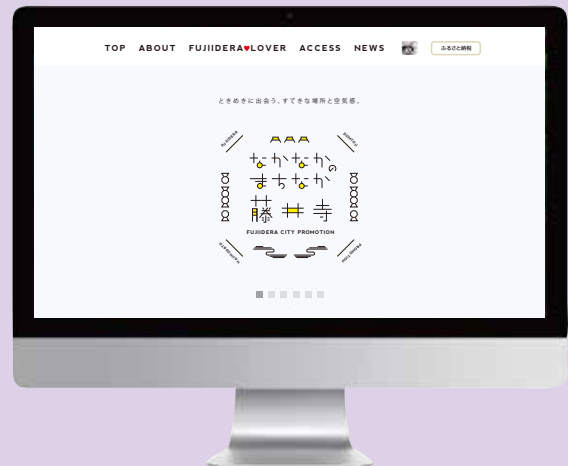 TOP ABOUT FUJIIDERA♥LOVER ACCESS NEWS ふるさと納税
ときめきに出会う、すてきな場所と空気感。
FUJIIDERA
なかなかの
まちなか
藤井寺
FUJIIDERA CITY PROMOTION
PROMOTION